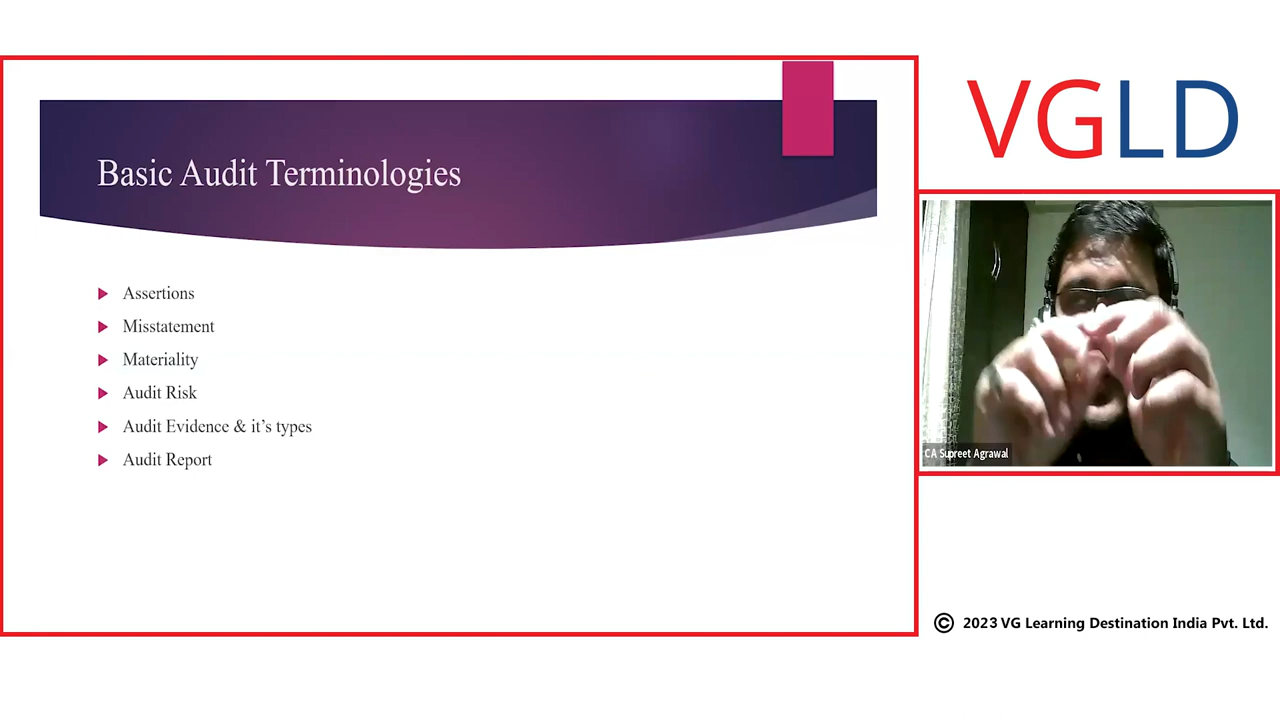 Basic Audit Terminologies
Assertions
Misstatement
Materiality
Audit Risk
Audit Evidence & it’s types
Audit Report
VGLD
CA Supreet Agrawal
© 2023 VG Learning Destination India Pvt. Ltd.